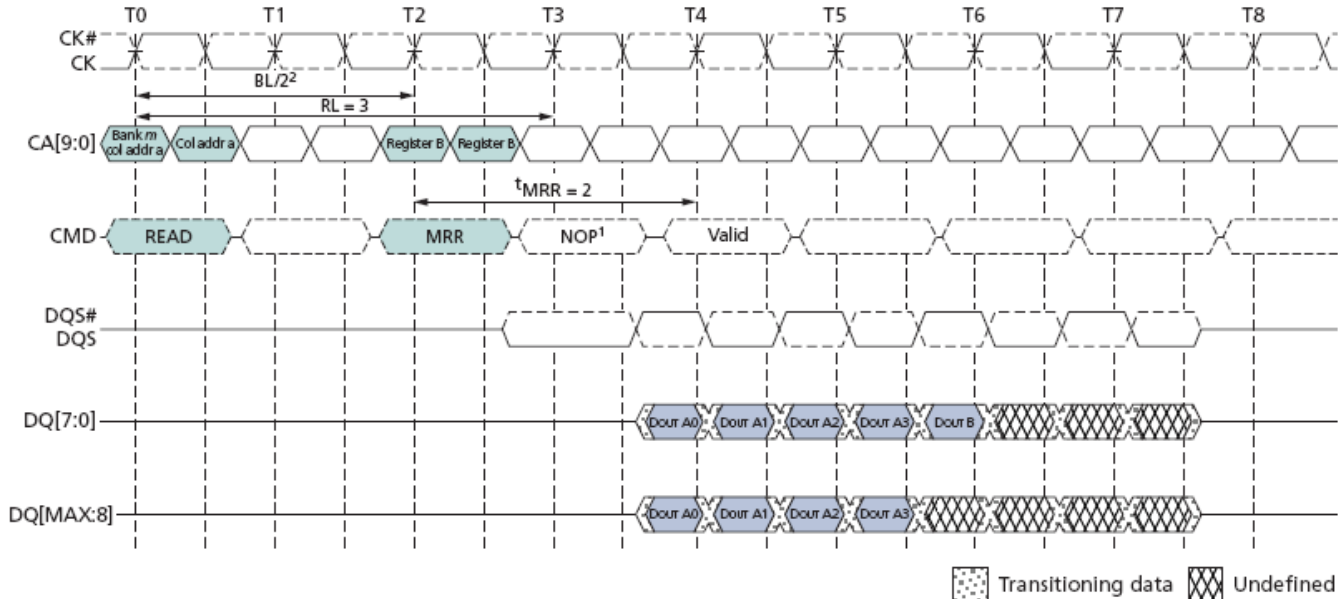 T0 T1 T2 T3 T4 T5 T6 T7 T8
CK#
CK
BL/2²
RL = 3
CA[9:0] Bank m col addr a Col addr a Register B Register B
tMRR = 2
CMD READ MRR NOP¹ Valid
DQS#
DQS
DQ[7:0] DOUT A0 DOUT A1 DOUT A2 DOUT A3 DOUT B
DQ[MAX:8] DOUT A0 DOUT A1 DOUT A2 DOUT A3
Transitioning data Undefined